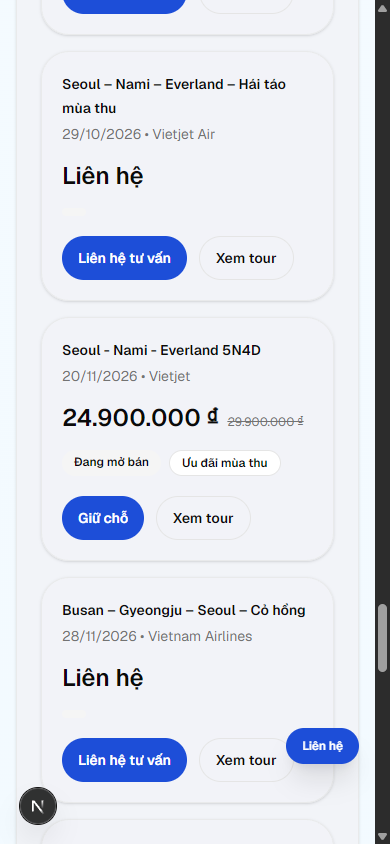 Seoul – Nami – Everland – Hái táo
mùa thu
29/10/2026 • Vietjet Air
Liên hệ
Liên hệ tư vấn
Xem tour
Seoul - Nami - Everland 5N4D
20/11/2026 • Vietjet
24.900.000 ₫ 29.900.000 ₫
Đang mở bán
Ưu đãi mùa thu
Giữ chỗ
Xem tour
Busan – Gyeongju – Seoul – Cỏ hồng
28/11/2026 • Vietnam Airlines
Liên hệ
Liên hệ tư vấn
Xem tour
Liên hệ
N